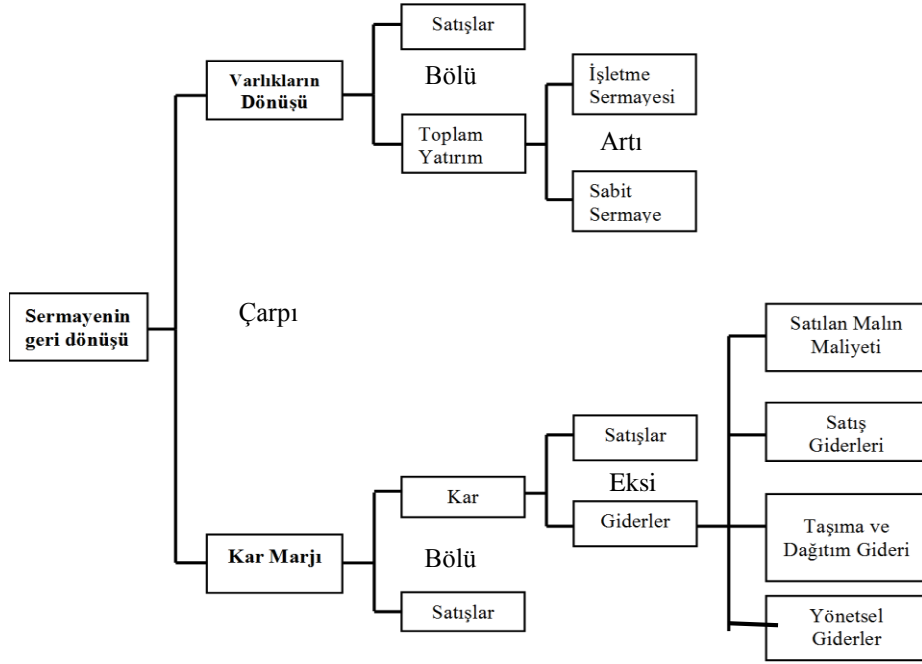 Satışlar
Bölü
Varlıkların
Dönüşü
Toplam
Yatırım
İşletme
Sermayesi
Artı
Sabit
Sermaye
Sermayenin
geri dönüşü
Çarpı
Kar Marjı
Kar
Bölü
Satışlar
Satışlar
Eksi
Giderler
Satılan Malın
Maliyeti
Satış
Giderleri
Taşıma ve
Dağıtım Gideri
Yönetsel
Giderler